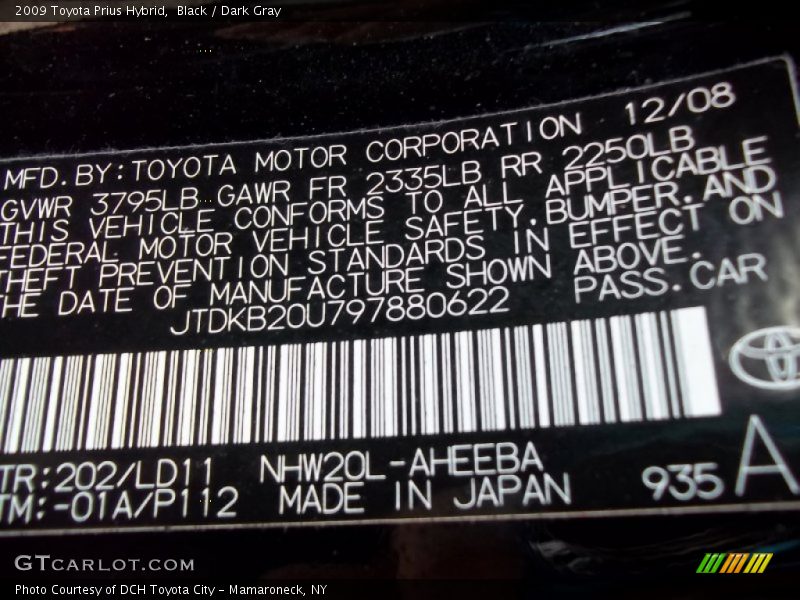 2009 Toyota Prius Hybrid,  Black / Dark Gray
MFD.BY:TOYOTA MOTOR CORPORATION 12/08
GVWR 3795LB GAWR FR 2335LB RR 2250LB
THIS VEHICLE CONFORMS TO ALL APPLICABLE
FEDERAL MOTOR VEHICLE SAFETY,BUMPER,AND
THEFT PREVENTION STANDARDS IN EFFECT ON
THE DATE OF MANUFACTURE SHOWN ABOVE.
JTDKB20U797880622 PASS.CAR
TR:202/LD11 NHW20L-AHEEBA
TM:-01A/P112 MADE IN JAPAN 935 A
GTCARLOT.COM
Photo Courtesy of DCH Toyota City - Mamaroneck, NY